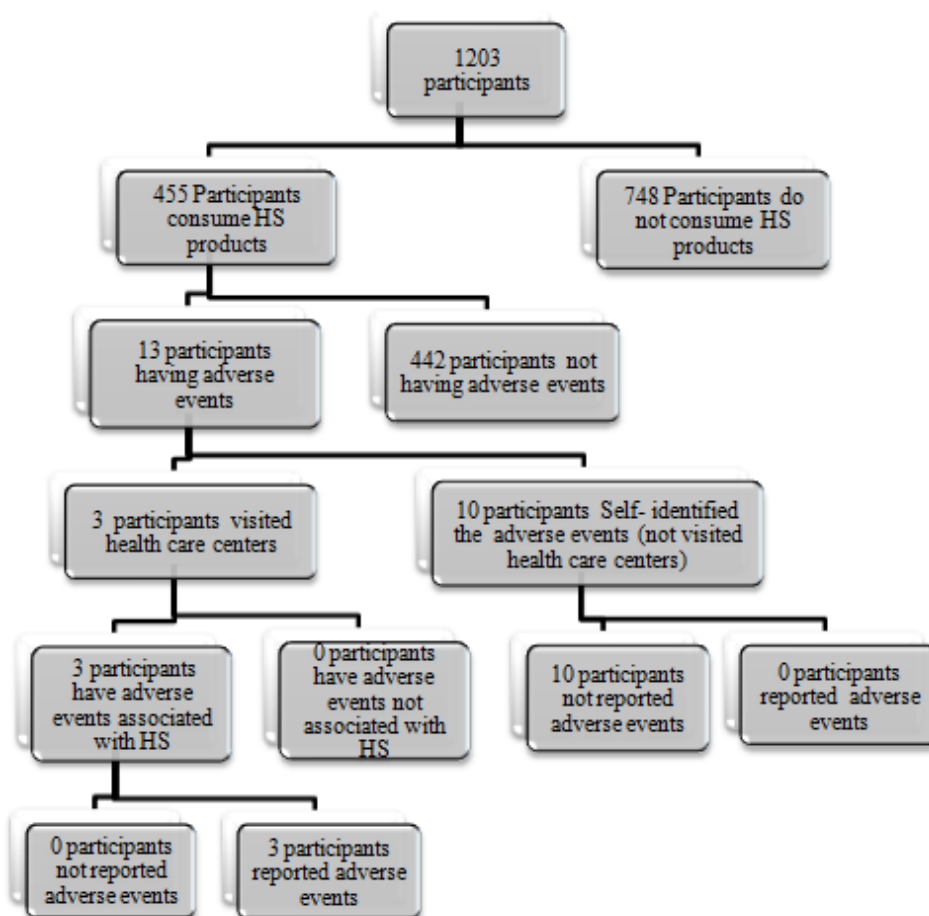 1203
participants
455 Participants
consume HS
products
748 Participants do
not consume HS
products
13 participants
having adverse
events
442 participants not
having adverse events
3 participants visited
health care centers
10 participants Self- identified
the adverse events (not visited
health care centers)
3 participants
have adverse
events associated
with HS
0 participants
have adverse
events not
associated with
HS
10 participants
not reported
adverse events
0 participants
reported adverse
events
0 participants
not reported
adverse events
3 participants
reported adverse
events